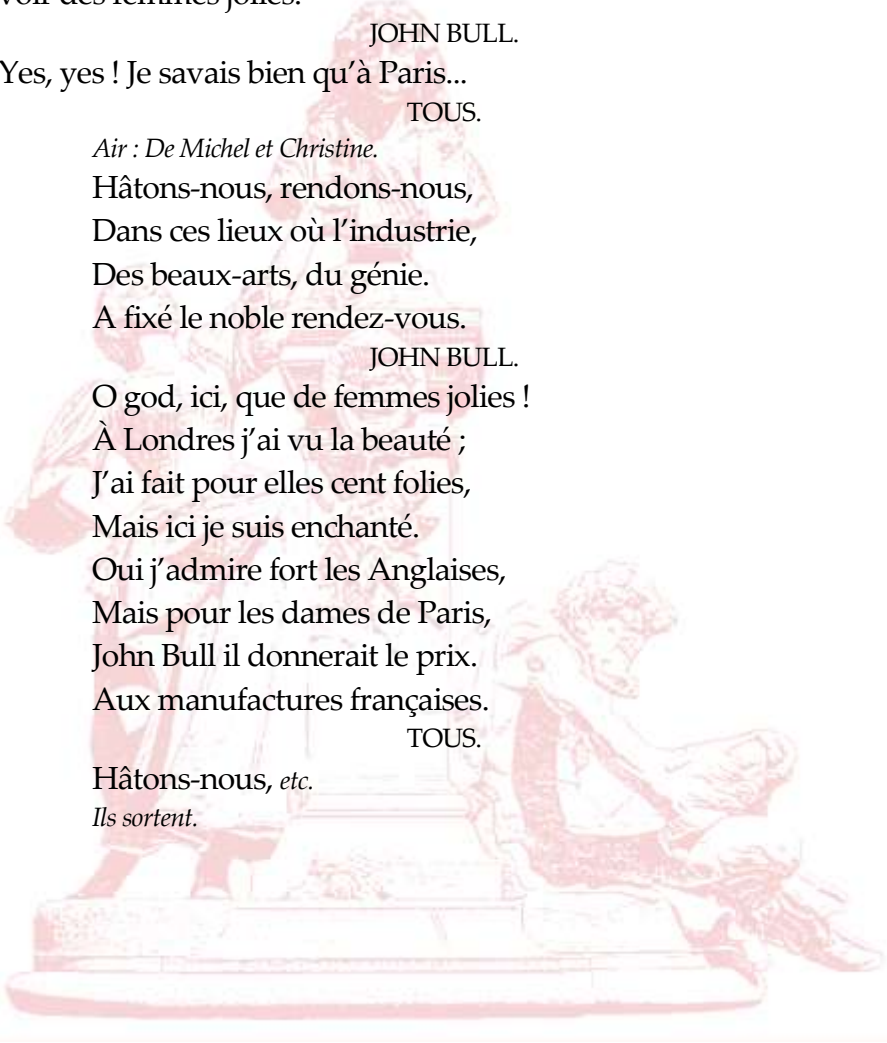 voir des femmes jolies.
JOHN BULL.
Yes, yes ! Je savais bien qu’à Paris...
TOUS.
Air : De Michel et Christine.
Hâtons-nous, rendons-nous,
Dans ces lieux où l’industrie,
Des beaux-arts, du génie.
A fixé le noble rendez-vous.
JOHN BULL.
O god, ici, que de femmes jolies !
À Londres j’ai vu la beauté ;
J’ai fait pour elles cent folies,
Mais ici je suis enchanté.
Oui j’admire fort les Anglaises,
Mais pour les dames de Paris,
John Bull il donnerait le prix.
Aux manufactures françaises.
TOUS.
Hâtons-nous, etc.
Ils sortent.